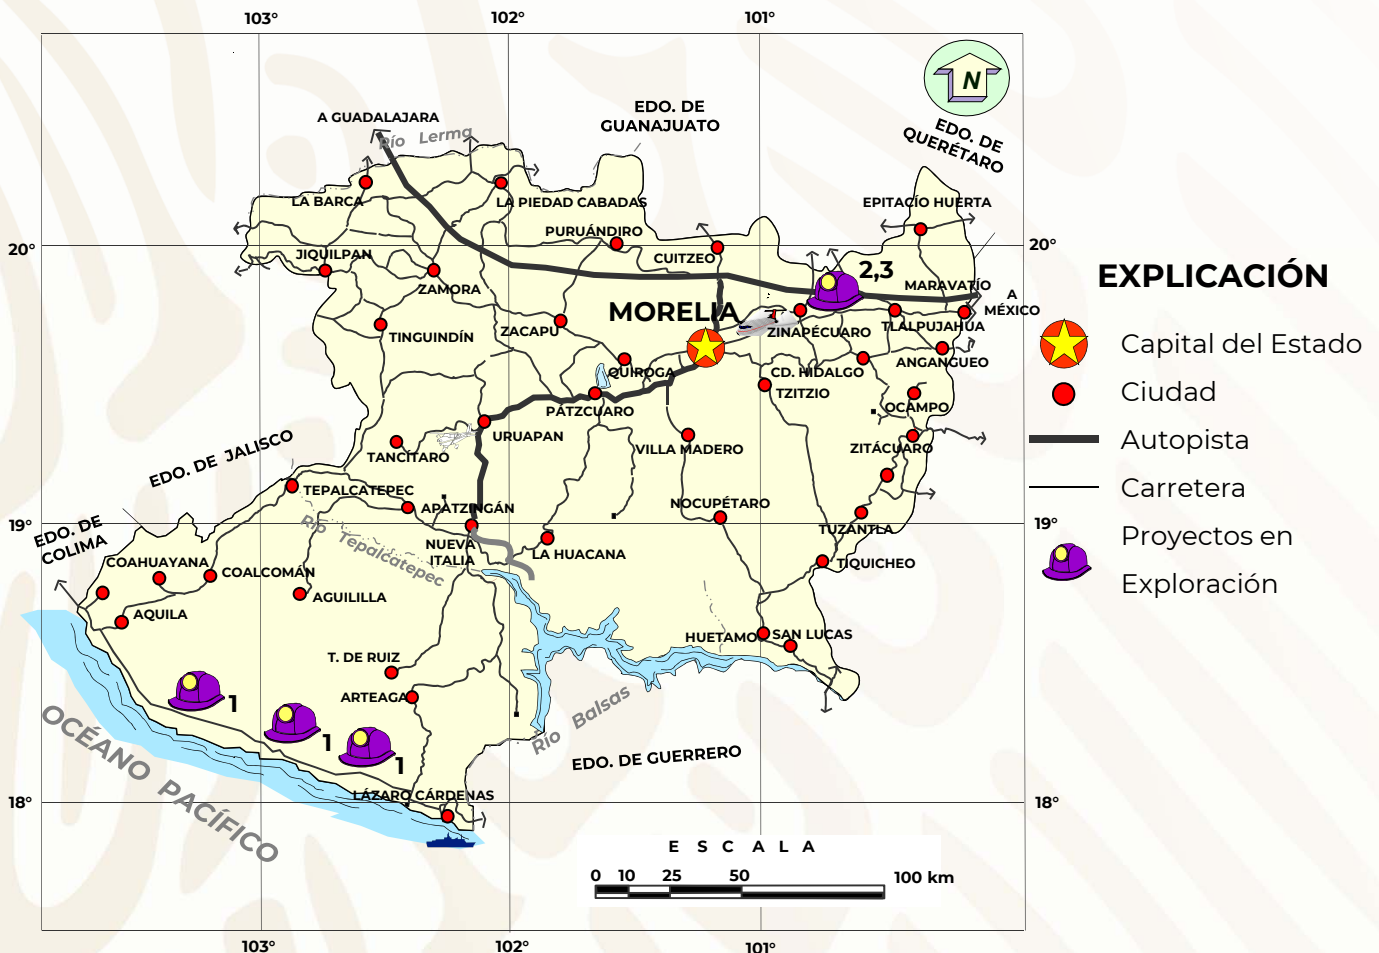 103°
102°
101°
N
EDO. DE
QUERÉTARO
EDO. DE
GUANAJUATO
A GUADALAJARA
Río Lerma
LA BARCA
LA PIEDAD CABADAS
EPITACÍO HUERTA
PURUÁNDIRO
20°
20°
JIQUILPAN
CUITZEO
2,3
ZAMORA
MARAVATÍO
A
MÉXICO
MORELIA
ZACAPU
ZINAPÉCUARO
TLALPUJAHUA
TINGUINDÍN
ANGANGUEO
QUIROGA
CD. HIDALGO
TZITZIO
PÁTZCUARO
OCAMPO
URUAPAN
VILLA MADERO
ZITÁCUARO
TANCÍTARO
EDO. DE JALISCO
TEPALCATEPEC
APATZINGÁN
NOCUPÉTARO
19°
19°
EDO. DE
COLIMA
Río Tepalcatepec
NUEVA
ITALIA
LA HUACANA
TUZANTLA
TIQUICHEO
COAHUAYANA
COALCOMÁN
AGUILILLA
AQUILA
HUETAMO
SAN LUCAS
T. DE RUIZ
ARTEAGA
1
1
1
Río Balsas
EDO. DE GUERRERO
OCÉANO PACÍFICO
LÁZARO CÁRDENAS
18°
18°
ESCALA
0 10 25 50 100 km
103°
102°
101°
EXPLICACIÓN
Capital del Estado
Ciudad
Autopista
Carretera
Proyectos en
Exploración